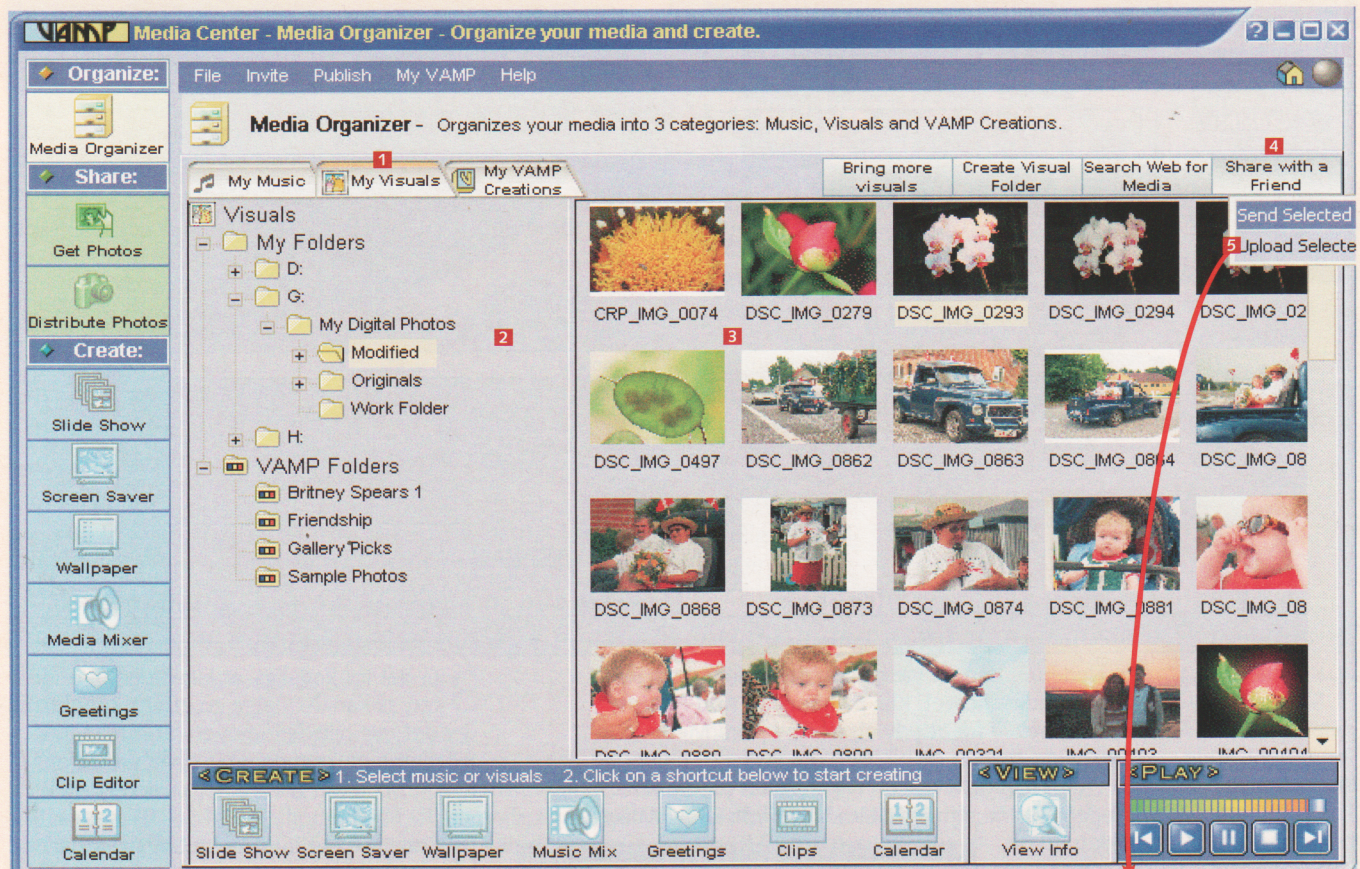 VAMP Media Center - Media Organizer - Organize your media and create.
Organize:
File Invite Publish My VAMP Help
Media Organizer
Media Organizer - Organizes your media into 3 categories: Music, Visuals and VAMP Creations.
Share:
1
4
My Music
My Visuals
My VAMP
Creations
Bring more
visuals
Create Visual
Folder
Search Web for
Media
Share with a
Friend
Send Selected
5
Upload Selecte
Get Photos
Distribute Photos
Create:
Slide Show
Screen Saver
Wallpaper
Media Mixer
Greetings
Clip Editor
Calendar
Visuals
My Folders
D:
G:
My Digital Photos
2
Modified
Originals
Work Folder
H:
VAMP Folders
Britney Spears 1
Friendship
Gallery Picks
Sample Photos
CRP_IMG_0074 DSC_IMG_0279 DSC_IMG_0293 DSC_IMG_0294 DSC_IMG_02
3
DSC_IMG_0497 DSC_IMG_0862 DSC_IMG_0863 DSC_IMG_0864 DSC_IMG_08
DSC_IMG_0868 DSC_IMG_0873 DSC_IMG_0874 DSC_IMG_0881 DSC_IMG_08
<CREATE> 1. Select music or visuals 2. Click on a shortcut below to start creating
Slide Show Screen Saver Wallpaper Music Mix Greetings Clips Calendar
<VIEW>
View Info
<PLAY>